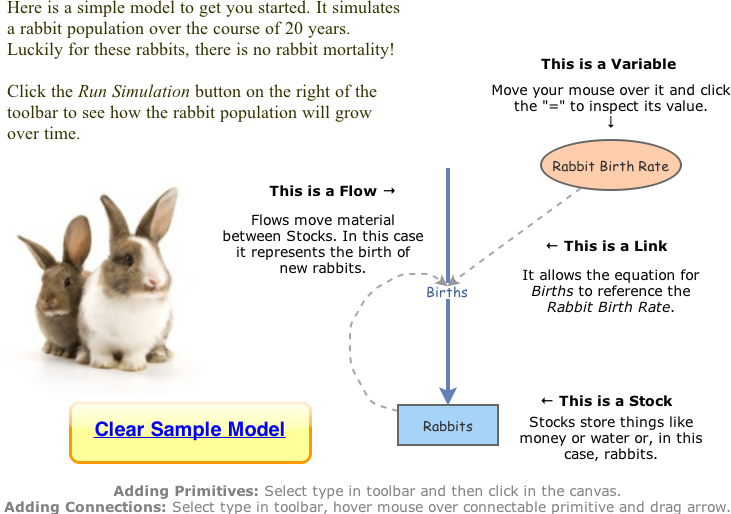 Here is a simple model to get you started. It simulates
a rabbit population over the course of 20 years.
Luckily for these rabbits, there is no rabbit mortality!
Click the Run Simulation button on the right of the
toolbar to see how the rabbit population will grow
over time.
This is a Variable
Move your mouse over it and click
the "=" to inspect its value.
↓
Rabbit Birth Rate
This is a Flow →
Flows move material
between Stocks. In this case
it represents the birth of
new rabbits.
← This is a Link
It allows the equation for
Births to reference the
Rabbit Birth Rate.
Births
← This is a Stock
Stocks store things like
money or water or, in this
case, rabbits.
Rabbits
Clear Sample Model
Adding Primitives: Select type in toolbar and then click in the canvas.
Adding Connections: Select type in toolbar, hover mouse over connectable primitive and drag arrow.